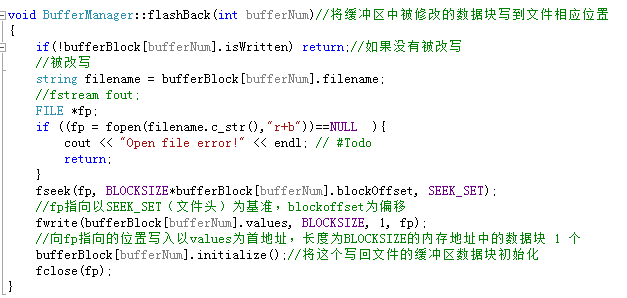 void BufferManager::flashBack(int bufferNum)//将缓冲区中被修改的数据块写到文件相应位置
{
if(!bufferBlock[bufferNum].isWritten) return;//如果没有被改写
//被改写
string filename = bufferBlock[bufferNum].filename;
//fstream fout;
FILE *fp;
if ((fp = fopen(filename.c_str(),"r+b"))==NULL  ){
cout << "Open file error!" << endl; // #Todo
return;
}
fseek(fp, BLOCKSIZE*bufferBlock[bufferNum].blockOffset, SEEK_SET);
//fp指向以SEEK_SET（文件头）为基准，blockoffset为偏移
fwrite(bufferBlock[bufferNum].values, BLOCKSIZE, 1, fp);
//向fp指向的位置写入以values为首地址，长度为BLOCKSIZE的内存地址中的数据块 1 个
bufferBlock[bufferNum].initialize();//将这个写回文件的缓冲区数据块初始化
fclose(fp);
}